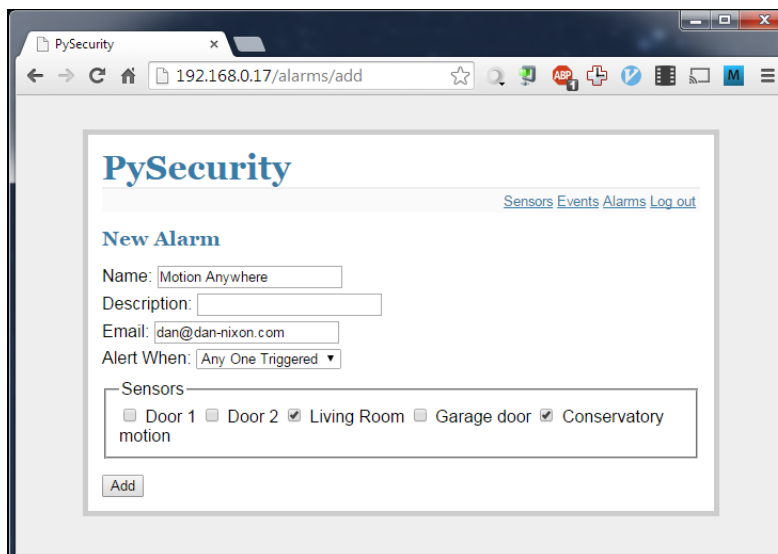 PySecurity
192.168.0.17/alarms/add
ABP
1
M
PySecurity
Sensors Events Alarms Log out
New Alarm
Name: Motion Anywhere
Description:
Email: dan@dan-nixon.com
Alert When: Any One Triggered
Sensors
Door 1 Door 2 Living Room Garage door Conservatory
motion
Add